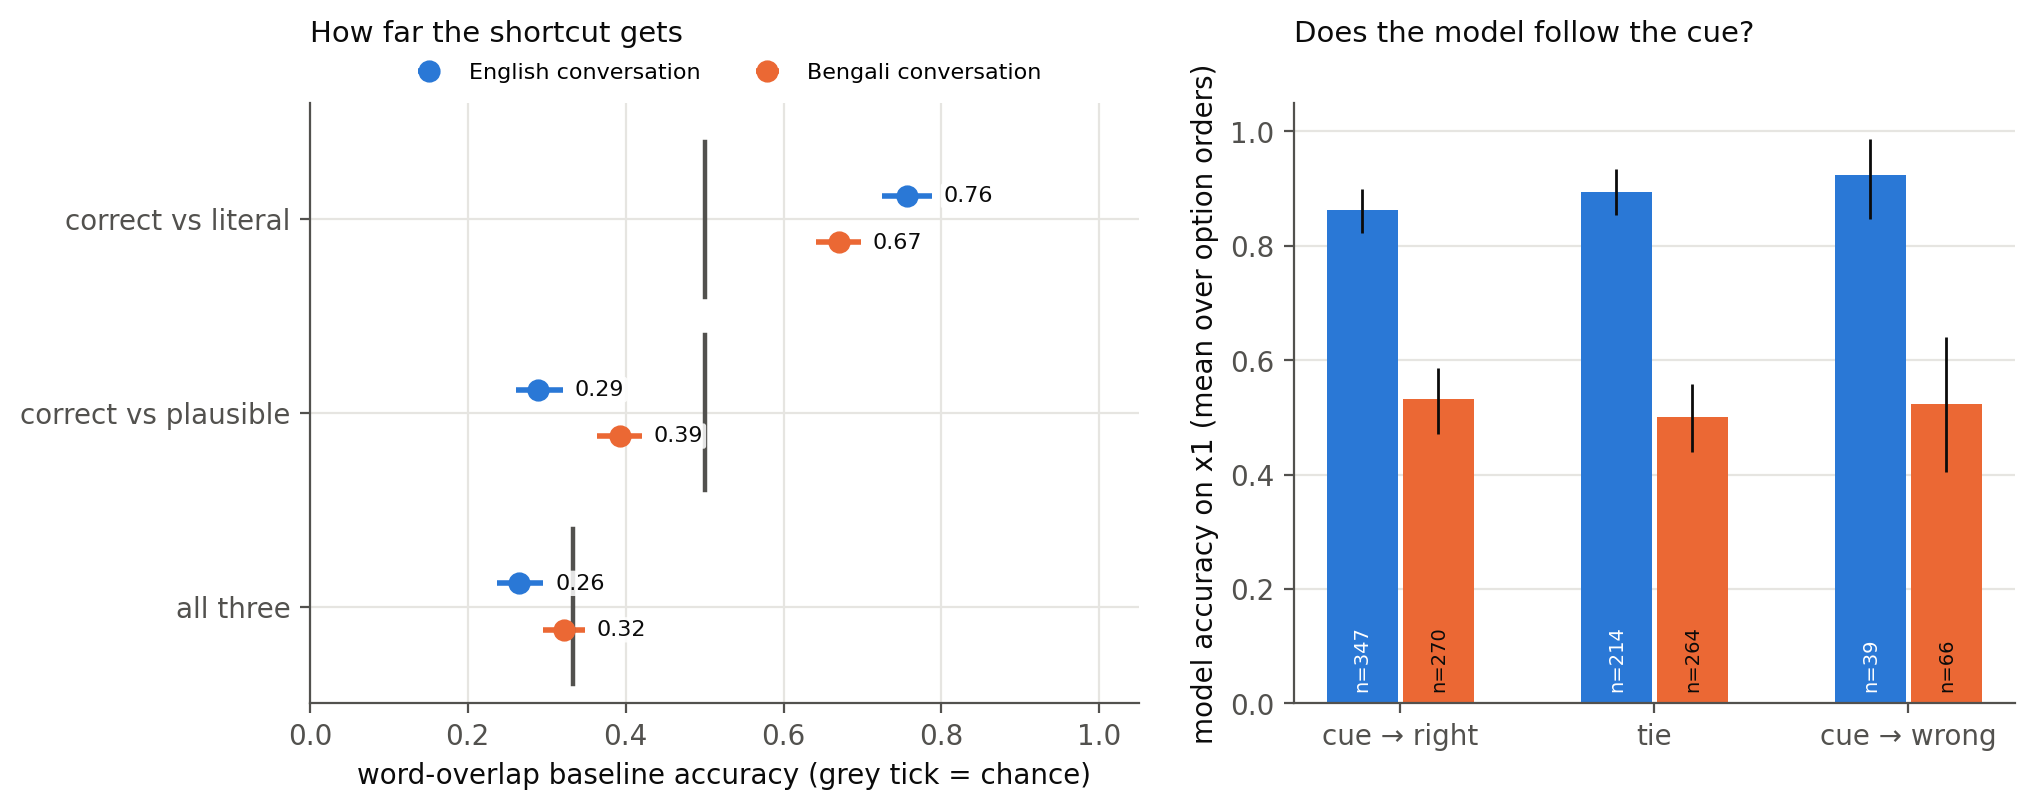 How far the shortcut gets
English conversation
Bengali conversation
correct vs literal
correct vs plausible
all three
0.76
0.67
0.29
0.39
0.26
0.32
0.0 0.2 0.4 0.6 0.8 1.0
word-overlap baseline accuracy (grey tick = chance)
Does the model follow the cue?
model accuracy on x1 (mean over option orders)
1.0
0.8
0.6
0.4
0.2
0.0
n=347
n=270
n=214
n=264
n=39
n=66
cue → right
tie
cue → wrong